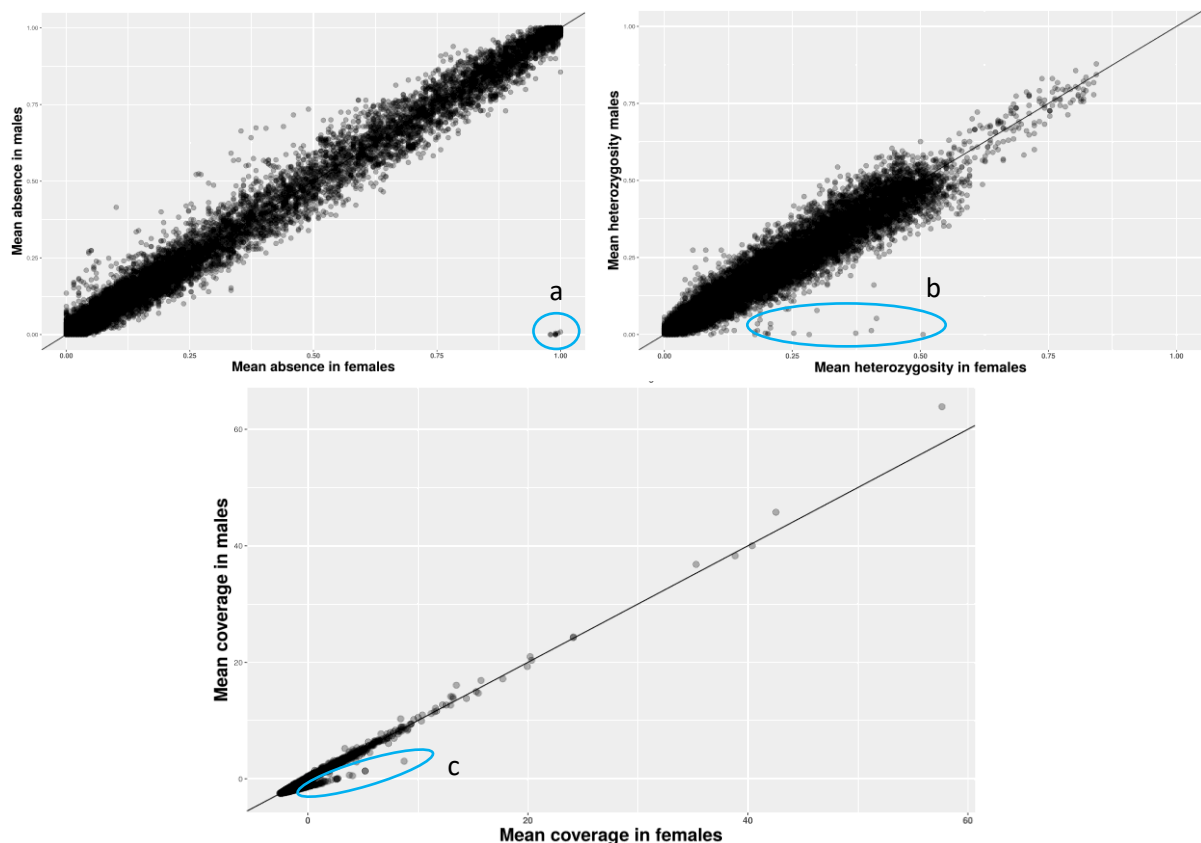 1.00
0.75
0.50
0.25
0.00
Mean absence in males
0.00 0.25 0.50 0.75 1.00
Mean absence in females
a
1.00
0.75
0.50
0.25
0.00
Mean heterozygosity males
0.00 0.25 0.50 0.75 1.00
Mean heterozygosity in females
b
60
40
20
0
Mean coverage in males
0 20 40 60
Mean coverage in females
c